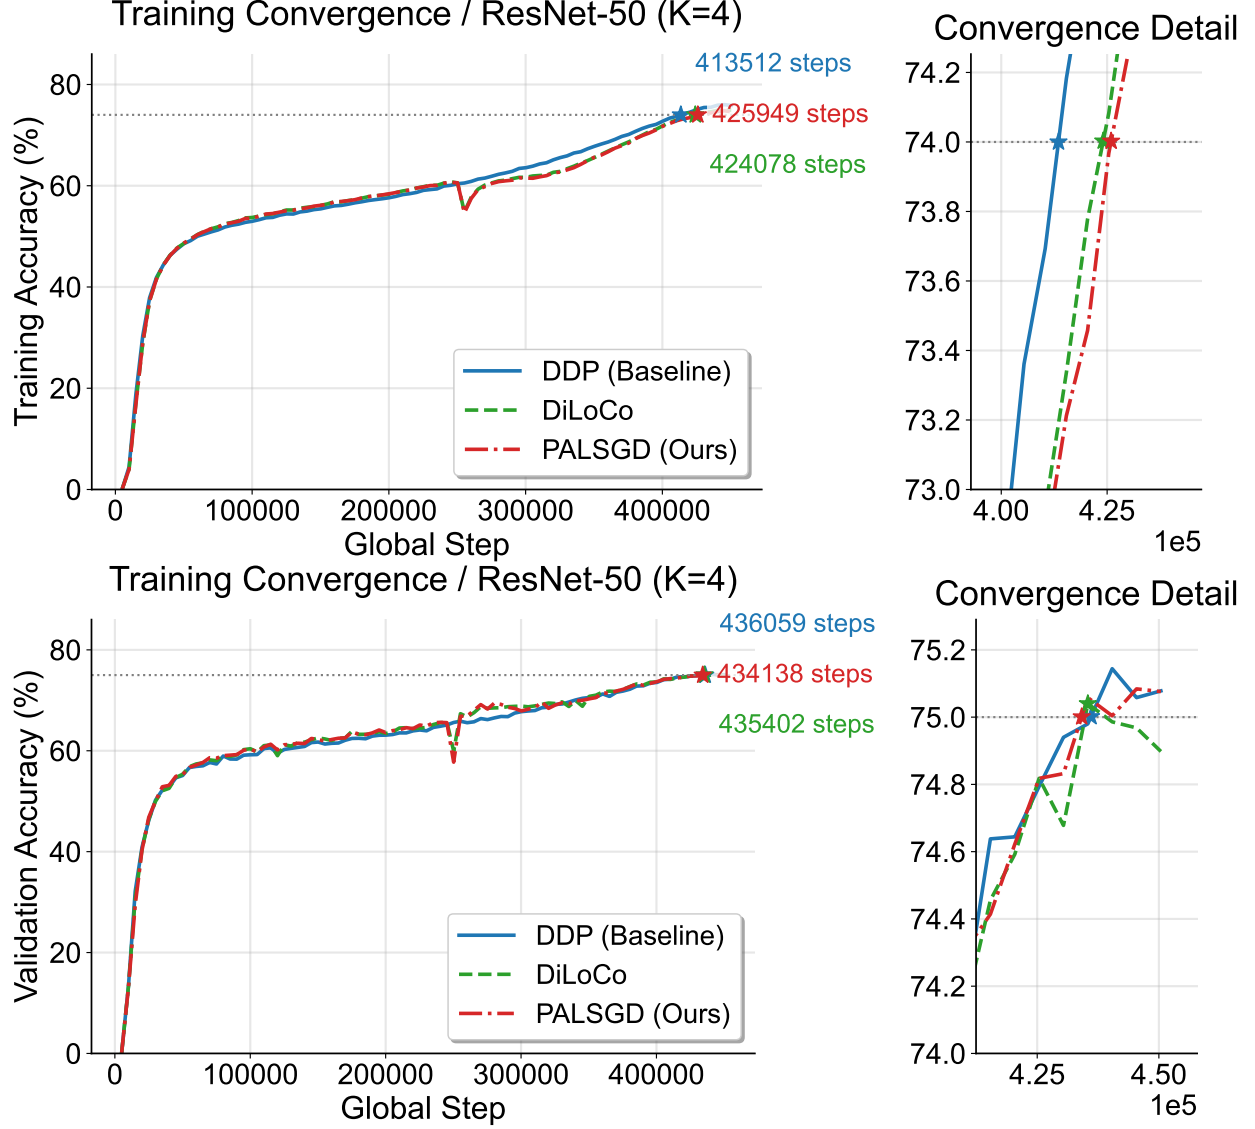 Training Convergence / ResNet-50 (K=4)
Training Accuracy (%)
80
60
40
20
0
413512 steps
425949 steps
424078 steps
DDP (Baseline)
DiLoCo
PALSGD (Ours)
0 100000 200000 300000 400000
Global Step
Convergence Detail
74.2
74.0
73.8
73.6
73.4
73.2
73.0
4.00 4.25
1e5
Training Convergence / ResNet-50 (K=4)
Validation Accuracy (%)
80
60
40
20
0
436059 steps
434138 steps
435402 steps
DDP (Baseline)
DiLoCo
PALSGD (Ours)
0 100000 200000 300000 400000
Global Step
Convergence Detail
75.2
75.0
74.8
74.6
74.4
74.2
74.0
4.25 4.50
1e5